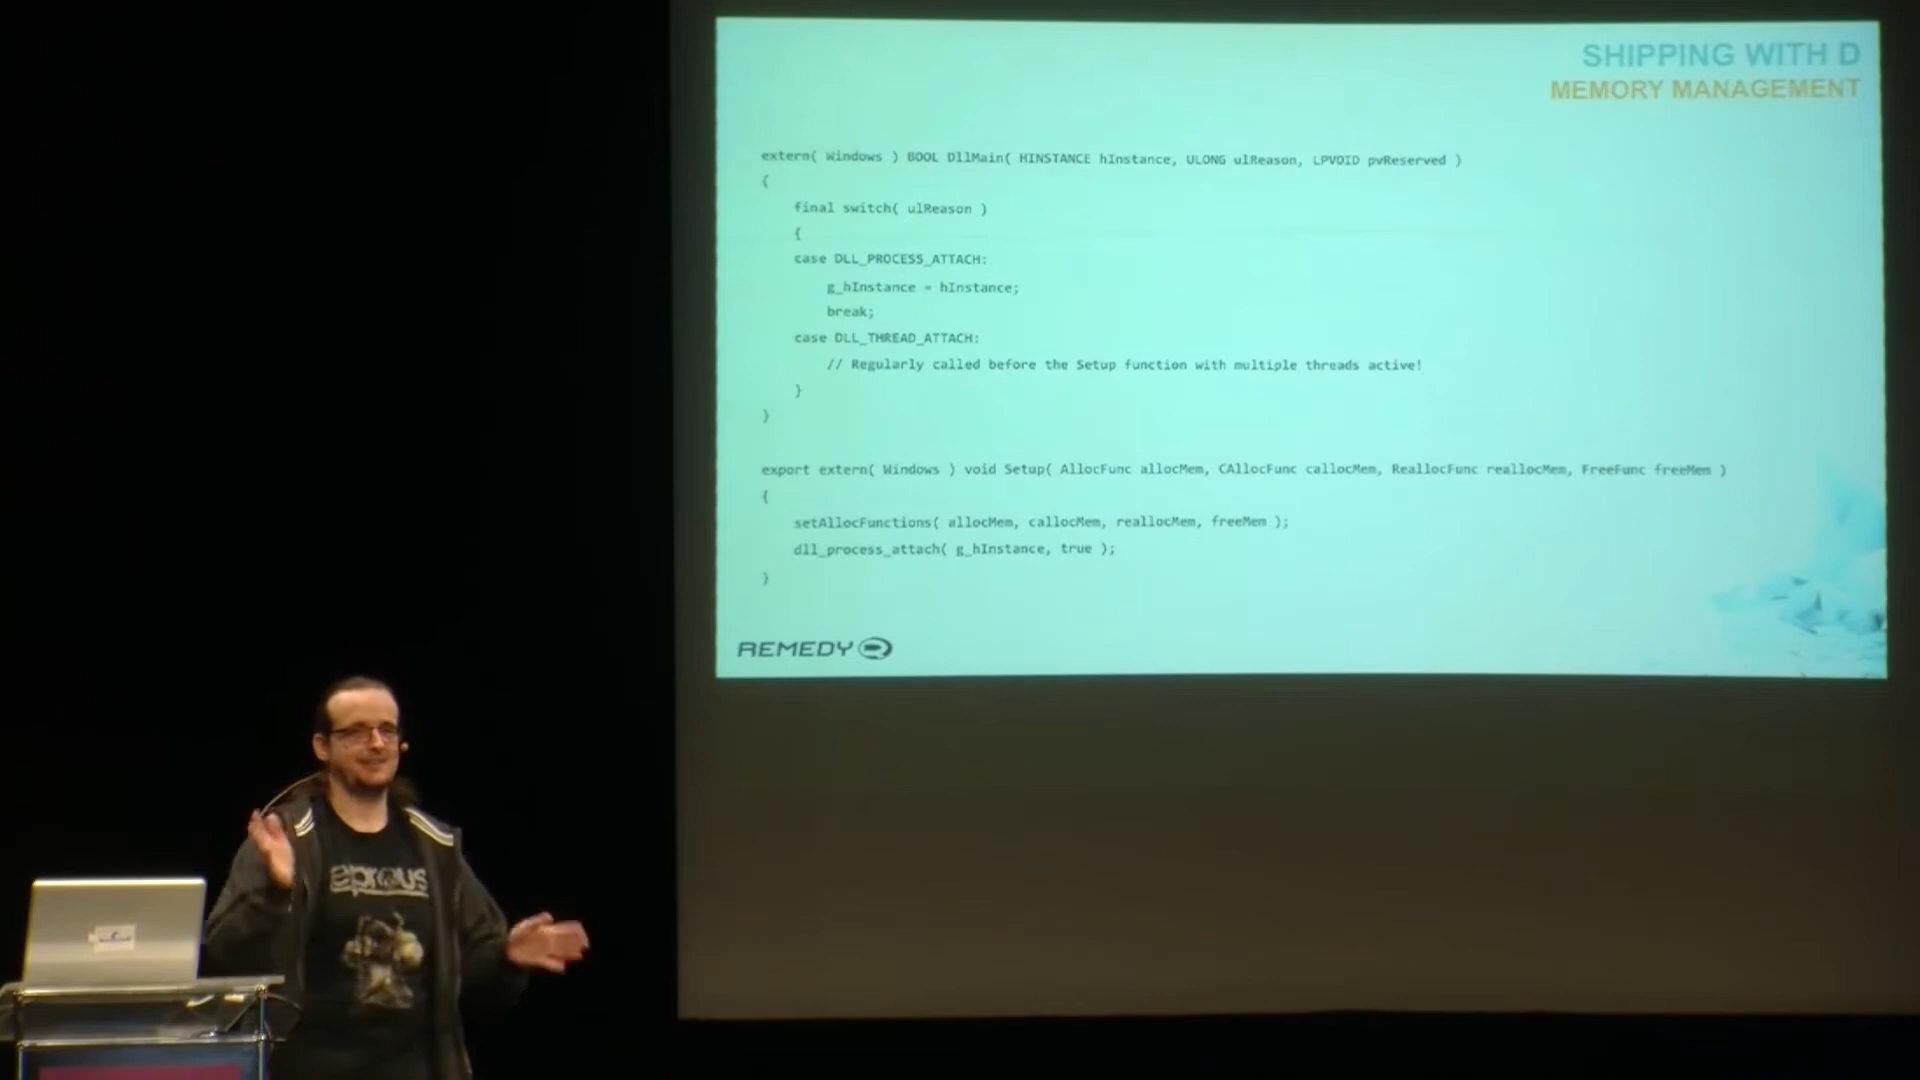 SHIPPING WITH D
MEMORY MANAGEMENT
extern( Windows ) BOOL DllMain( HINSTANCE hInstance, ULONG ulReason, LPVOID pvReserved )
{
final switch( ulReason )
{
case DLL_PROCESS_ATTACH:
g_hInstance = hInstance;
break;
case DLL_THREAD_ATTACH:
// Regularly called before the Setup function with multiple threads active!
}
}
export extern( Windows ) void Setup( AllocFunc allocMem, CAllocFunc callocMem, ReallocFunc reallocMem, FreeFunc freeMem )
{
setAllocFunctions( allocMem, callocMem, reallocMem, freeMem );
dll_process_attach( g_hInstance, true );
}
REMEDY